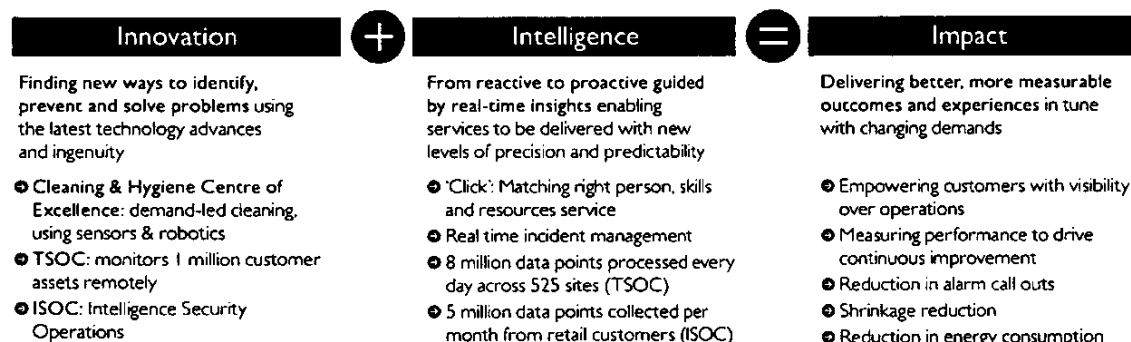 Innovation
+
Intelligence
=
Impact
Finding new ways to identify,
prevent and solve problems using
the latest technology advances
and ingenuity
Cleaning & Hygiene Centre of
Excellence: demand-led cleaning,
using sensors & robotics
TSOC: monitors 1 million customer
assets remotely
ISOC: Intelligence Security
Operations
From reactive to proactive guided
by real-time insights enabling
services to be delivered with new
levels of precision and predictability
'Click': Matching right person, skills
and resources service
Real time incident management
8 million data points processed every
day across 525 sites (TSOC)
5 million data points collected per
month from retail customers (ISOC)
Delivering better, more measurable
outcomes and experiences in tune
with changing demands
Empowering customers with visibility
over operations
Measuring performance to drive
continuous improvement
Reduction in alarm call outs
Shrinkage reduction
Reduction in energy consumption